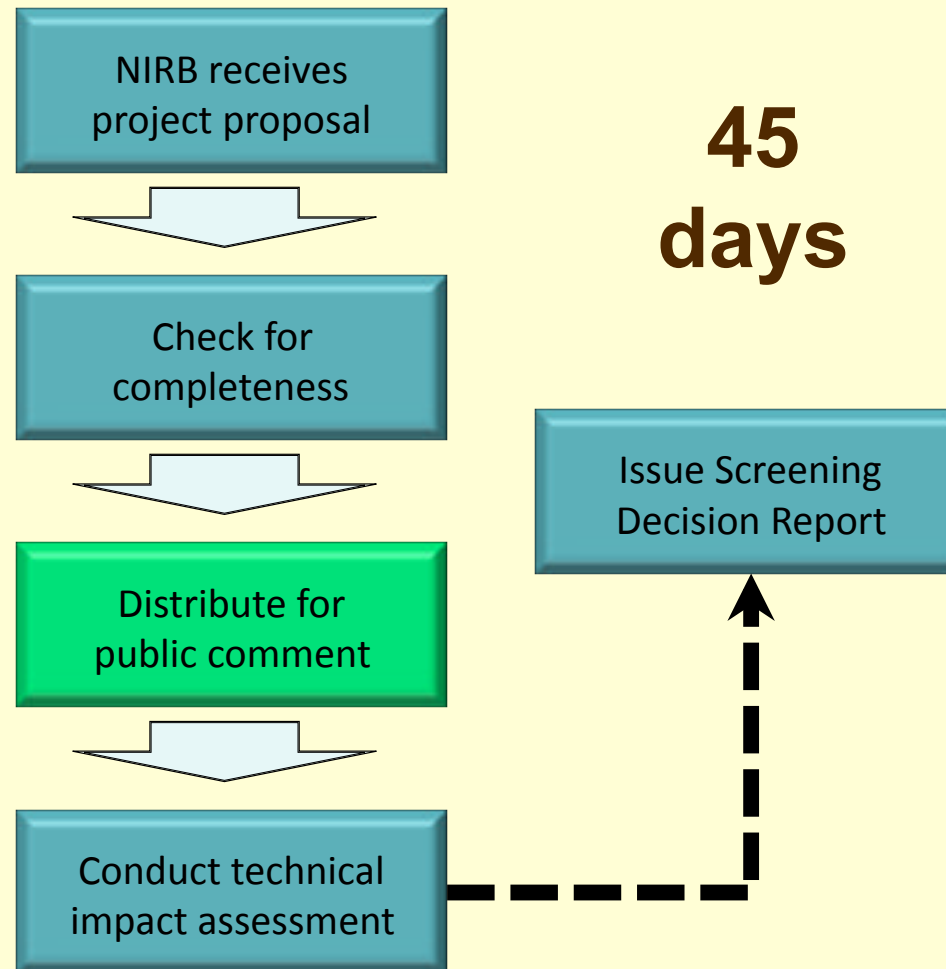 NIRB receives
project proposal
45
days
Check for
completeness
Issue Screening
Decision Report
Distribute for
public comment
Conduct technical
impact assessment